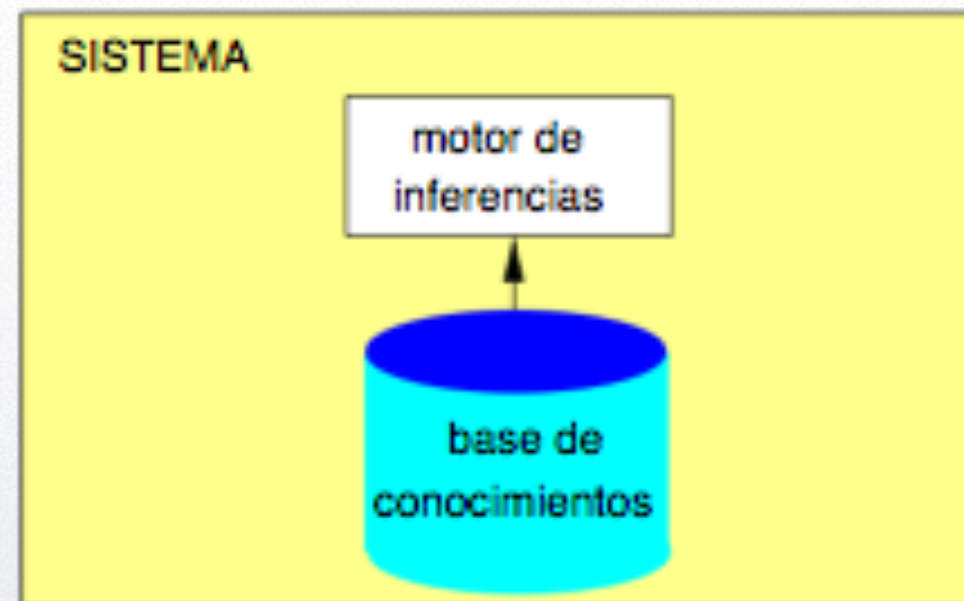 SISTEMA
motor de
inferencias
base de
conocimientos